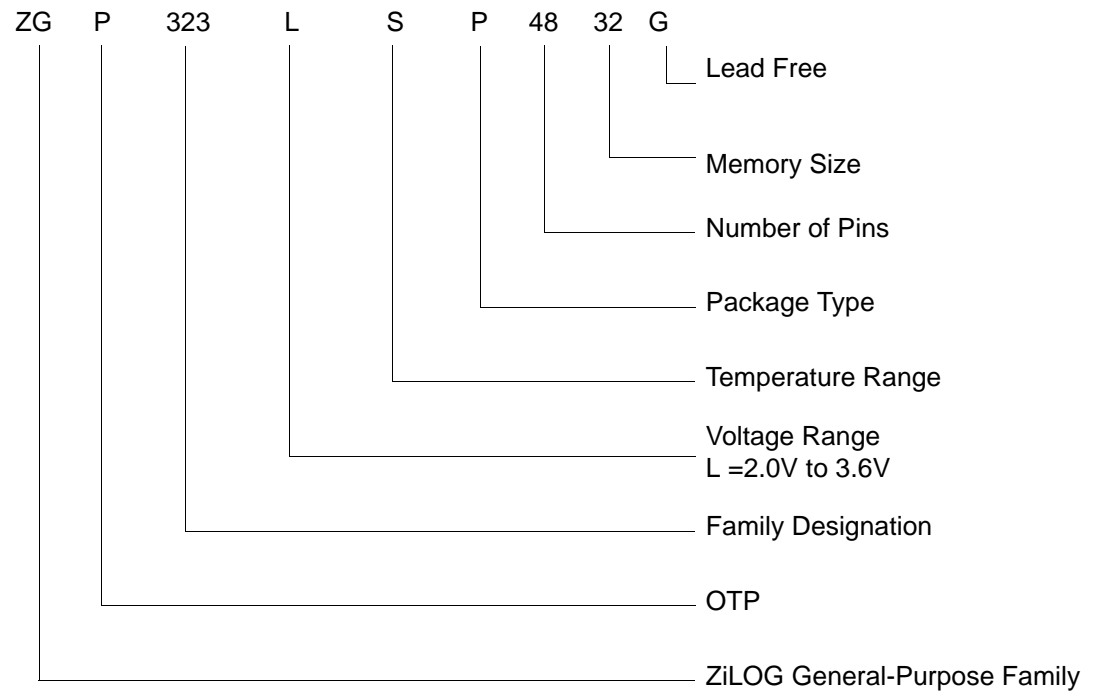 ZG P 323 L S P 48 32 G
Lead Free
Memory Size
Number of Pins
Package Type
Temperature Range
Voltage Range
L =2.0V to 3.6V
Family Designation
OTP
ZiLOG General-Purpose Family